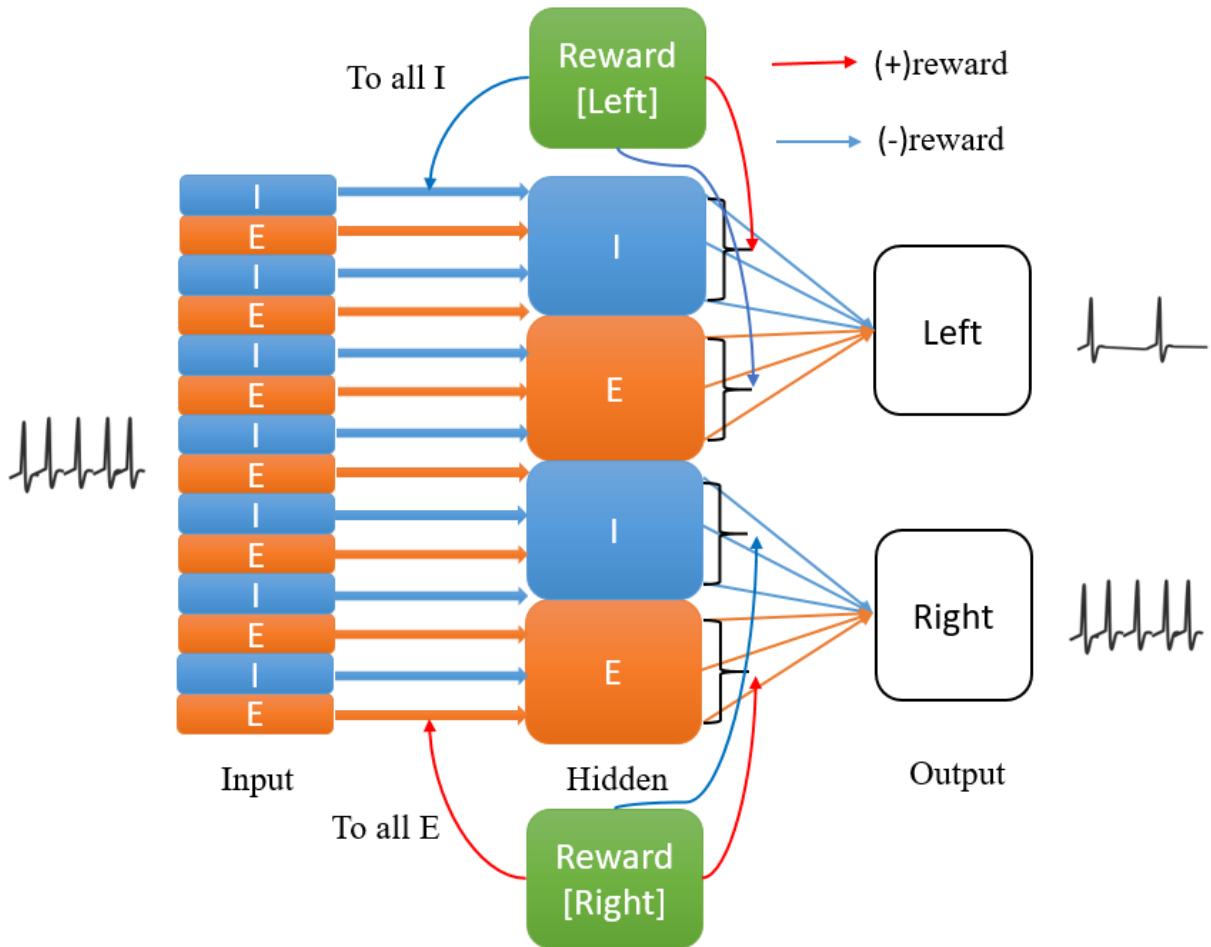 Reward
[Left]
To all I
(+)reward
(-)reward
I
E
I
E
I
E
I
E
I
E
I
E
I
E
I
E
I
E
Left
Right
Input
Hidden
Output
To all E
Reward
[Right]